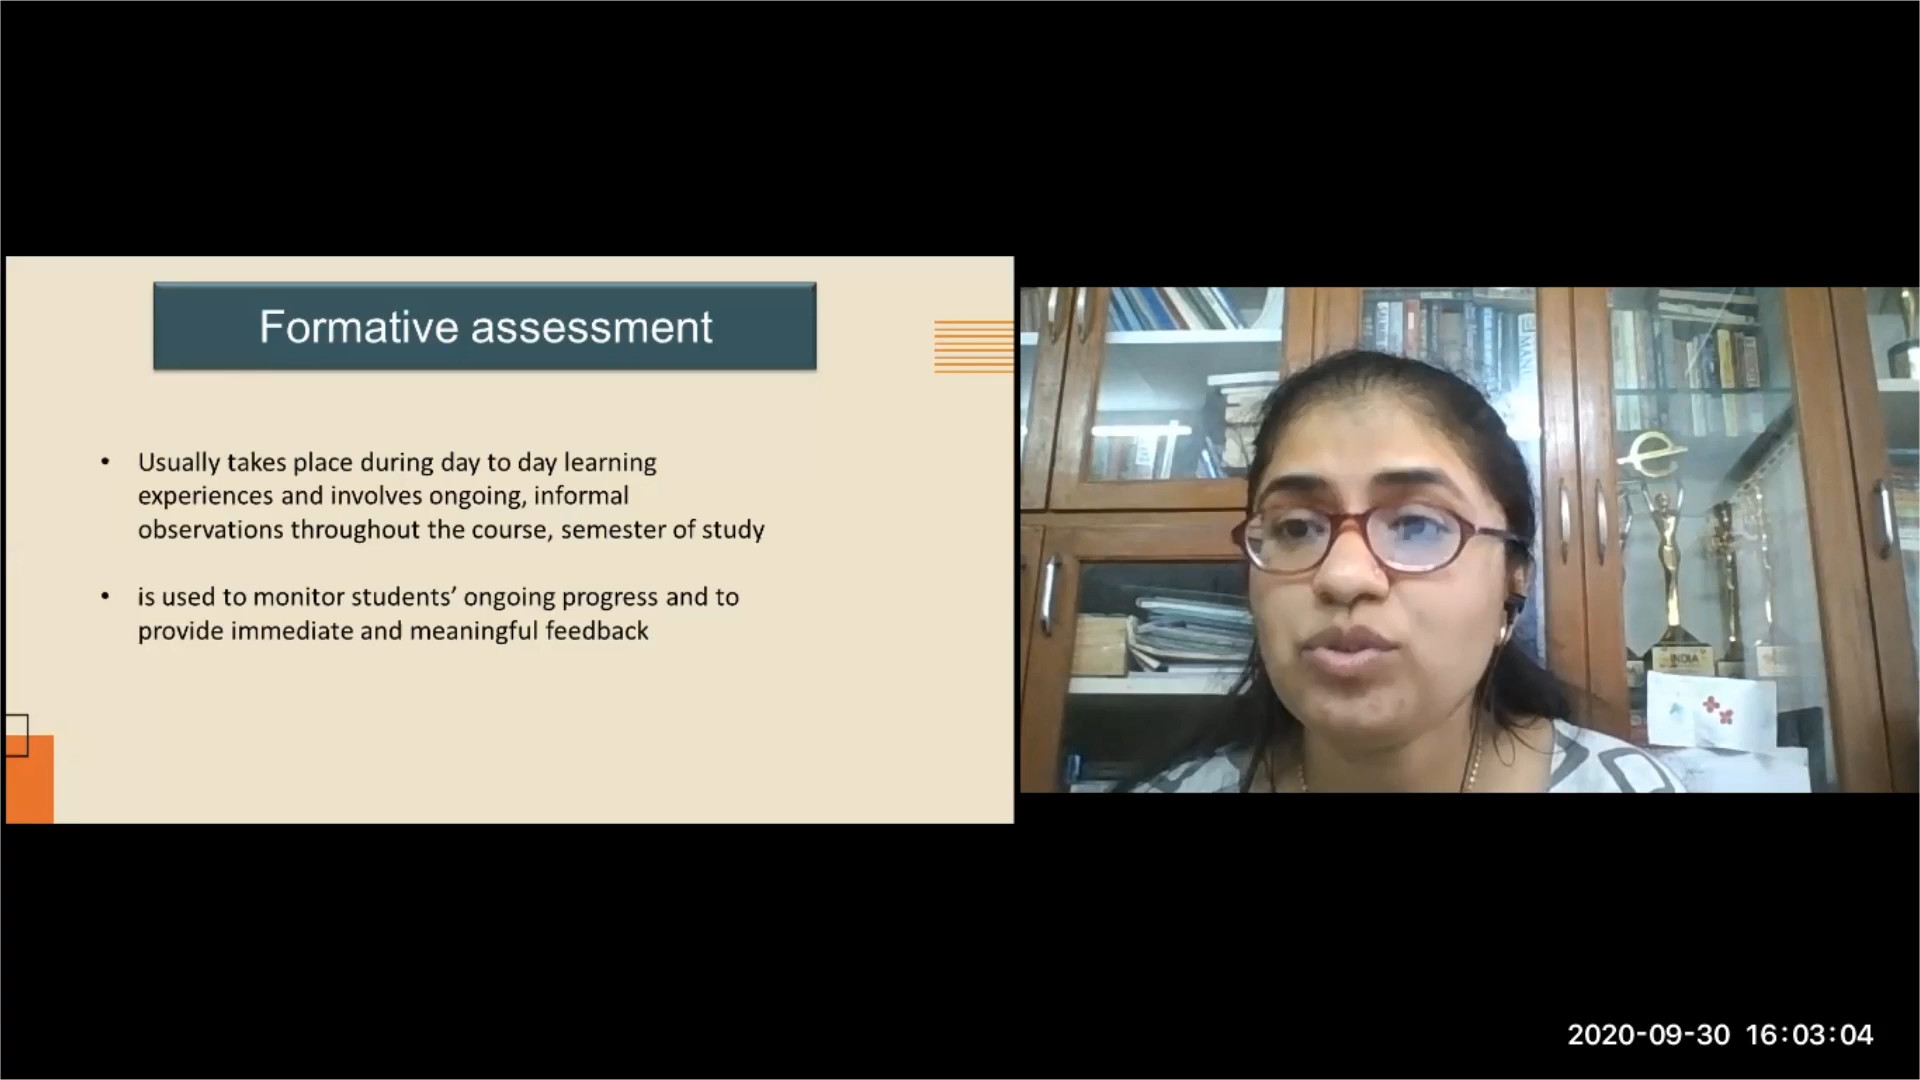 Formative assessment
• Usually takes place during day to day learning
experiences and involves ongoing, informal
observations throughout the course, semester of study
• is used to monitor students’ ongoing progress and to
provide immediate and meaningful feedback
INDIA
2020-09-30 16:03:04